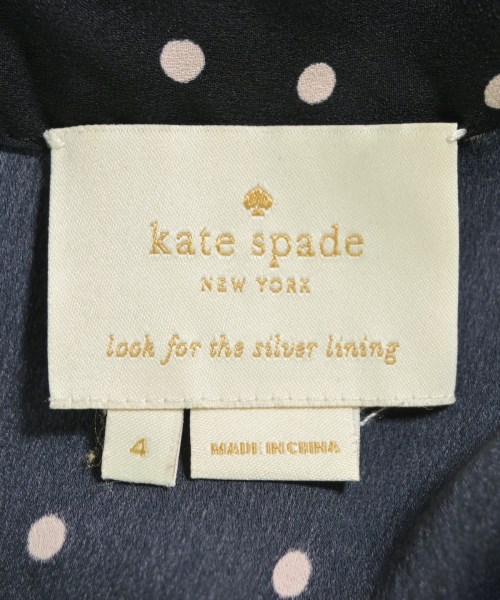 kate spade
NEW YORK
look for the silver lining
4
MADE IN CHINA